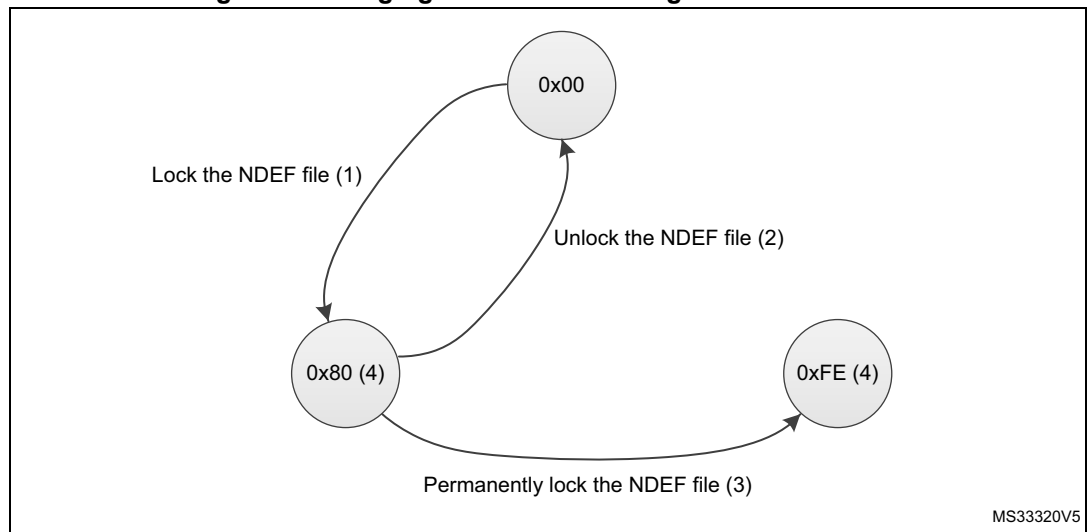 0x00
Lock the NDEF file (1)
Unlock the NDEF file (2)
0x80 (4)
0xFE (4)
Permanently lock the NDEF file (3)
MS33320V5